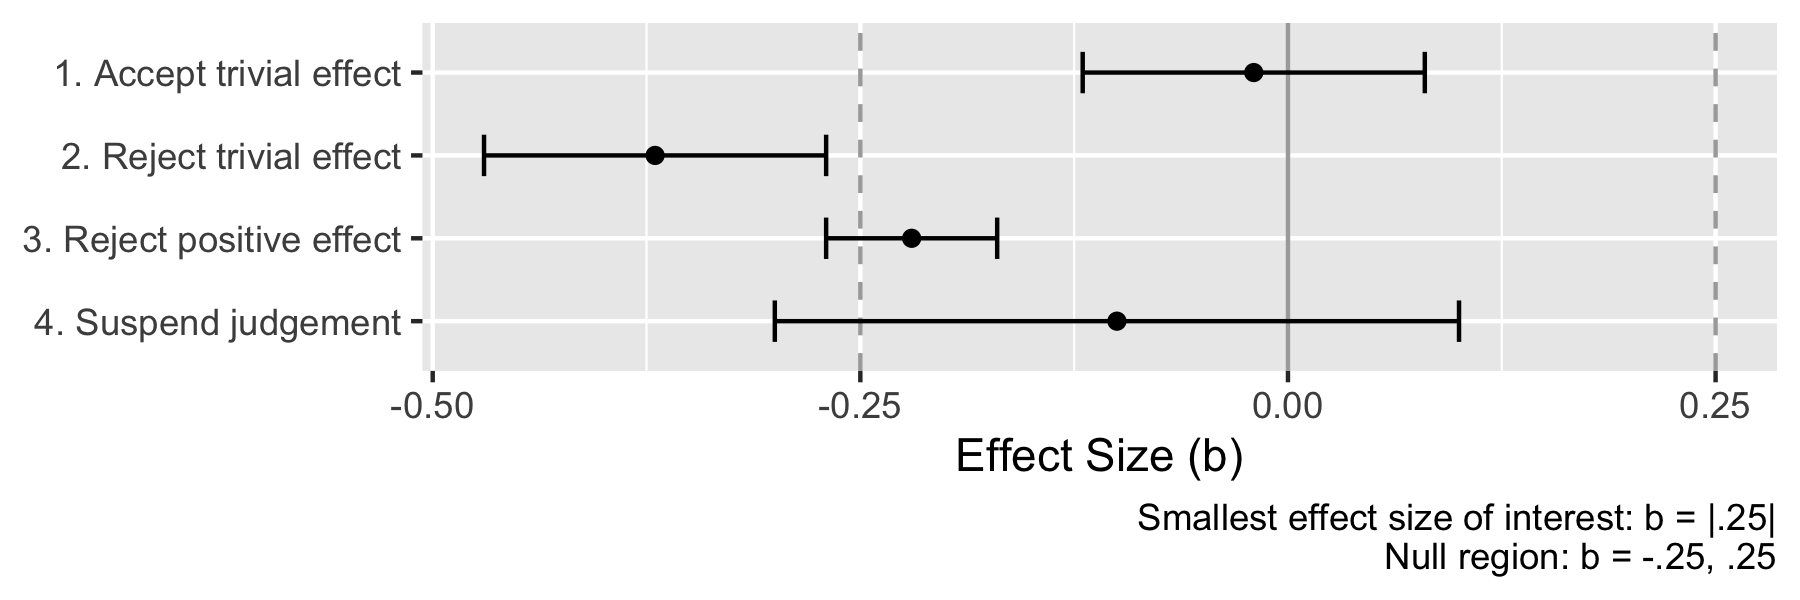 1. Accept trivial effect
2. Reject trivial effect
3. Reject positive effect
4. Suspend judgement
-0.50 -0.25 0.00 0.25
Effect Size (b)
Smallest effect size of interest: b = |.25|
Null region: b = -.25, .25